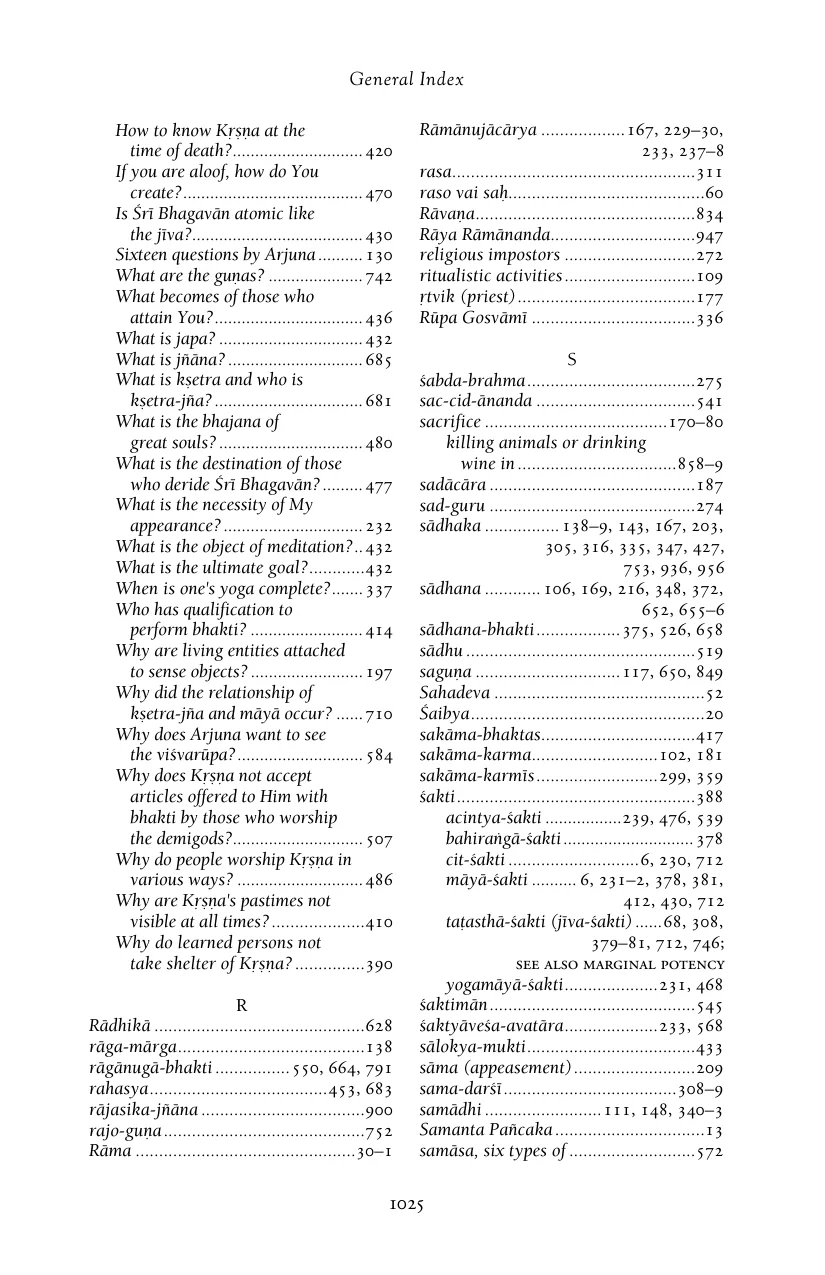 General Index
How to know Kṛṣṇa at the
time of death?............................. 420
If you are aloof, how do You
create?........................................ 470
Is Śrī Bhagavān atomic like
the jīva?...................................... 430
Sixteen questions by Arjuna .......... 130
What are the guṇas? ..................... 742
What becomes of those who
attain You?................................. 436
What is japa? ................................ 432
What is jñāna? .............................. 685
What is kṣetra and who is
kṣetra-jña? ................................. 681
What is the bhajana of
great souls? ................................ 480
What is the destination of those
who deride Śrī Bhagavān? ......... 477
What is the necessity of My
appearance? ............................... 232
What is the object of meditation?.. 432
What is the ultimate goal?............432
When is one's yoga complete?....... 337
Who has qualification to
perform bhakti? ......................... 414
Why are living entities attached
to sense objects? ......................... 197
Why did the relationship of
kṣetra-jña and māyā occur? ...... 710
Why does Arjuna want to see
the viśvarūpa?............................ 584
Why does Kṛṣṇa not accept
articles offered to Him with
bhakti by those who worship
the demigods?............................. 507
Why do people worship Kṛṣṇa in
various ways? ............................ 486
Why are Kṛṣṇa's pastimes not
visible at all times? ....................410
Why do learned persons not
take shelter of Kṛṣṇa? ...............390
R
Rādhikā .............................................628
rāga-mārga........................................138
rāgānugā-bhakti ................ 550, 664, 791
rahasya......................................453, 683
rājasika-jñāna ...................................900
rajo-guṇa...........................................752
Rāma ...............................................30–1
Rāmānujācārya ..................167, 229–30,
233, 237–8
rasa....................................................311
raso vai saḥ..........................................60
Rāvaṇa...............................................834
Rāya Rāmānanda...............................947
religious impostors ............................272
ritualistic activities............................109
ṛtvik (priest)......................................177
Rūpa Gosvāmī ...................................336
S
śabda-brahma....................................275
sac-cid-ānanda ..................................541
sacrifice .......................................170–80
killing animals or drinking
wine in ..................................858–9
sadācāra ............................................187
sad-guru ............................................274
sādhaka ................ 138–9, 143, 167, 203,
305, 316, 335, 347, 427,
753, 936, 956
sādhana ............ 106, 169, 216, 348, 372,
652, 655–6
sādhana-bhakti..................375, 526, 658
sādhu .................................................519
saguṇa ............................... 117, 650, 849
Sahadeva .............................................52
Śaibya..................................................20
sakāma-bhaktas.................................417
sakāma-karma...........................102, 181
sakāma-karmīs..........................299, 359
śakti...................................................388
acintya-śakti .................239, 476, 539
bahiraṅgā-śakti............................ 378
cit-śakti ............................6, 230, 712
māyā-śakti ......... 6, 231–2, 378, 381,
412, 430, 712
taṭasthā-śakti (jīva-śakti) ......68, 308,
379–81, 712, 746;
SEE ALSO MARGINAL POTENCY
yogamāyā-śakti....................231, 468
śaktimān............................................545
śaktyāveśa-avatāra....................233, 568
sālokya-mukti....................................433
sāma (appeasement)..........................209
sama-darśī.....................................308–9
samādhi ......................... 111, 148, 340–3
Samanta Pañcaka................................13
samāsa, six types of ...........................572
1025